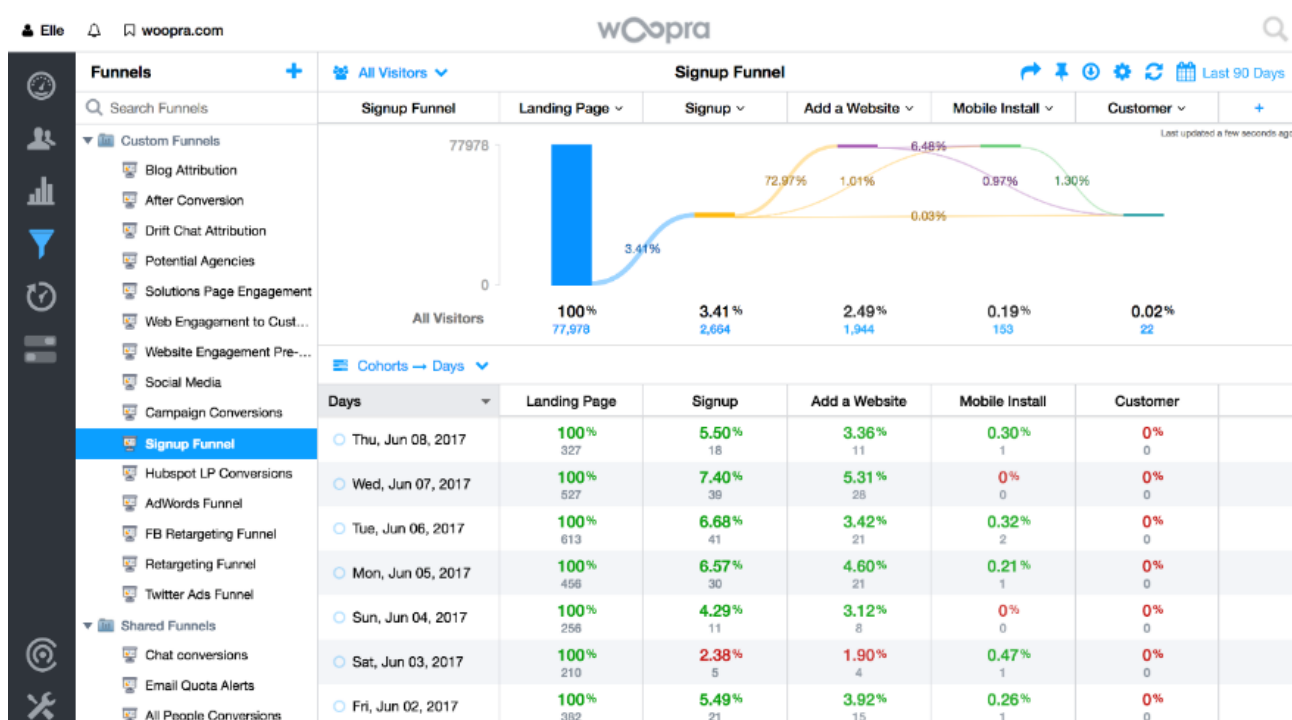 Elle
woopra.com
woopra
Funnels
+
All Visitors
Signup Funnel
Last 90 Days
Search Funnels
Signup Funnel
Landing Page
Signup
Add a Website
Mobile Install
Customer
+
Custom Funnels
Blog Attribution
After Conversion
Drift Chat Attribution
Potential Agencies
Solutions Page Engagement
Web Engagement to Cust...
Website Engagement Pre-...
Social Media
Campaign Conversions
Signup Funnel
Hubspot LP Conversions
AdWords Funnel
FB Retargeting Funnel
Retargeting Funnel
Twitter Ads Funnel
Shared Funnels
Chat conversions
Email Quota Alerts
All People Conversions
Last updated a few seconds ago
77978
0
3.41%
72.97%
1.01%
6.48%
0.97%
1.30%
0.03%
All Visitors
100% 3.41% 2.49% 0.19% 0.02%
77,978 2,664 1,944 153 22
Cohorts → Days
Days Landing Page Signup Add a Website Mobile Install Customer
Thu, Jun 08, 2017 100% 5.50% 3.36% 0.30% 0%
327 18 11 1 0
Wed, Jun 07, 2017 100% 7.40% 5.31% 0% 0%
527 39 28 0 0
Tue, Jun 06, 2017 100% 6.68% 3.42% 0.32% 0%
613 41 21 2 0
Mon, Jun 05, 2017 100% 6.57% 4.60% 0.21% 0%
456 30 21 1 0
Sun, Jun 04, 2017 100% 4.29% 3.12% 0% 0%
256 11 8 0 0
Sat, Jun 03, 2017 100% 2.38% 1.90% 0.47% 0%
210 5 4 1 0
Fri, Jun 02, 2017 100% 5.49% 3.92% 0.26% 0%
382 21 15 1 0